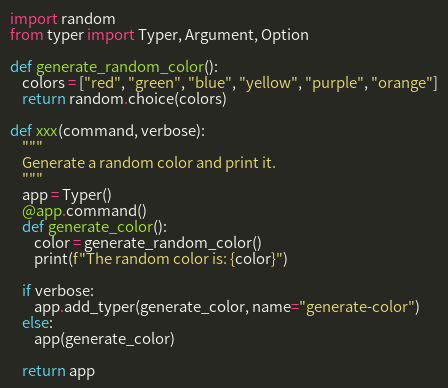 import random
from typer import Typer, Argument, Option

def generate_random_color():
    colors = ["red", "green", "blue", "yellow", "purple", "orange"]
    return random.choice(colors)

def xxx(command, verbose):
    """
    Generate a random color and print it.
    """
    app = Typer()
    @app.command()
    def generate_color():
        color = generate_random_color()
        print(f"The random color is: {color}")

    if verbose:
        app.add_typer(generate_color, name="generate-color")
    else:
        app(generate_color)

    return app